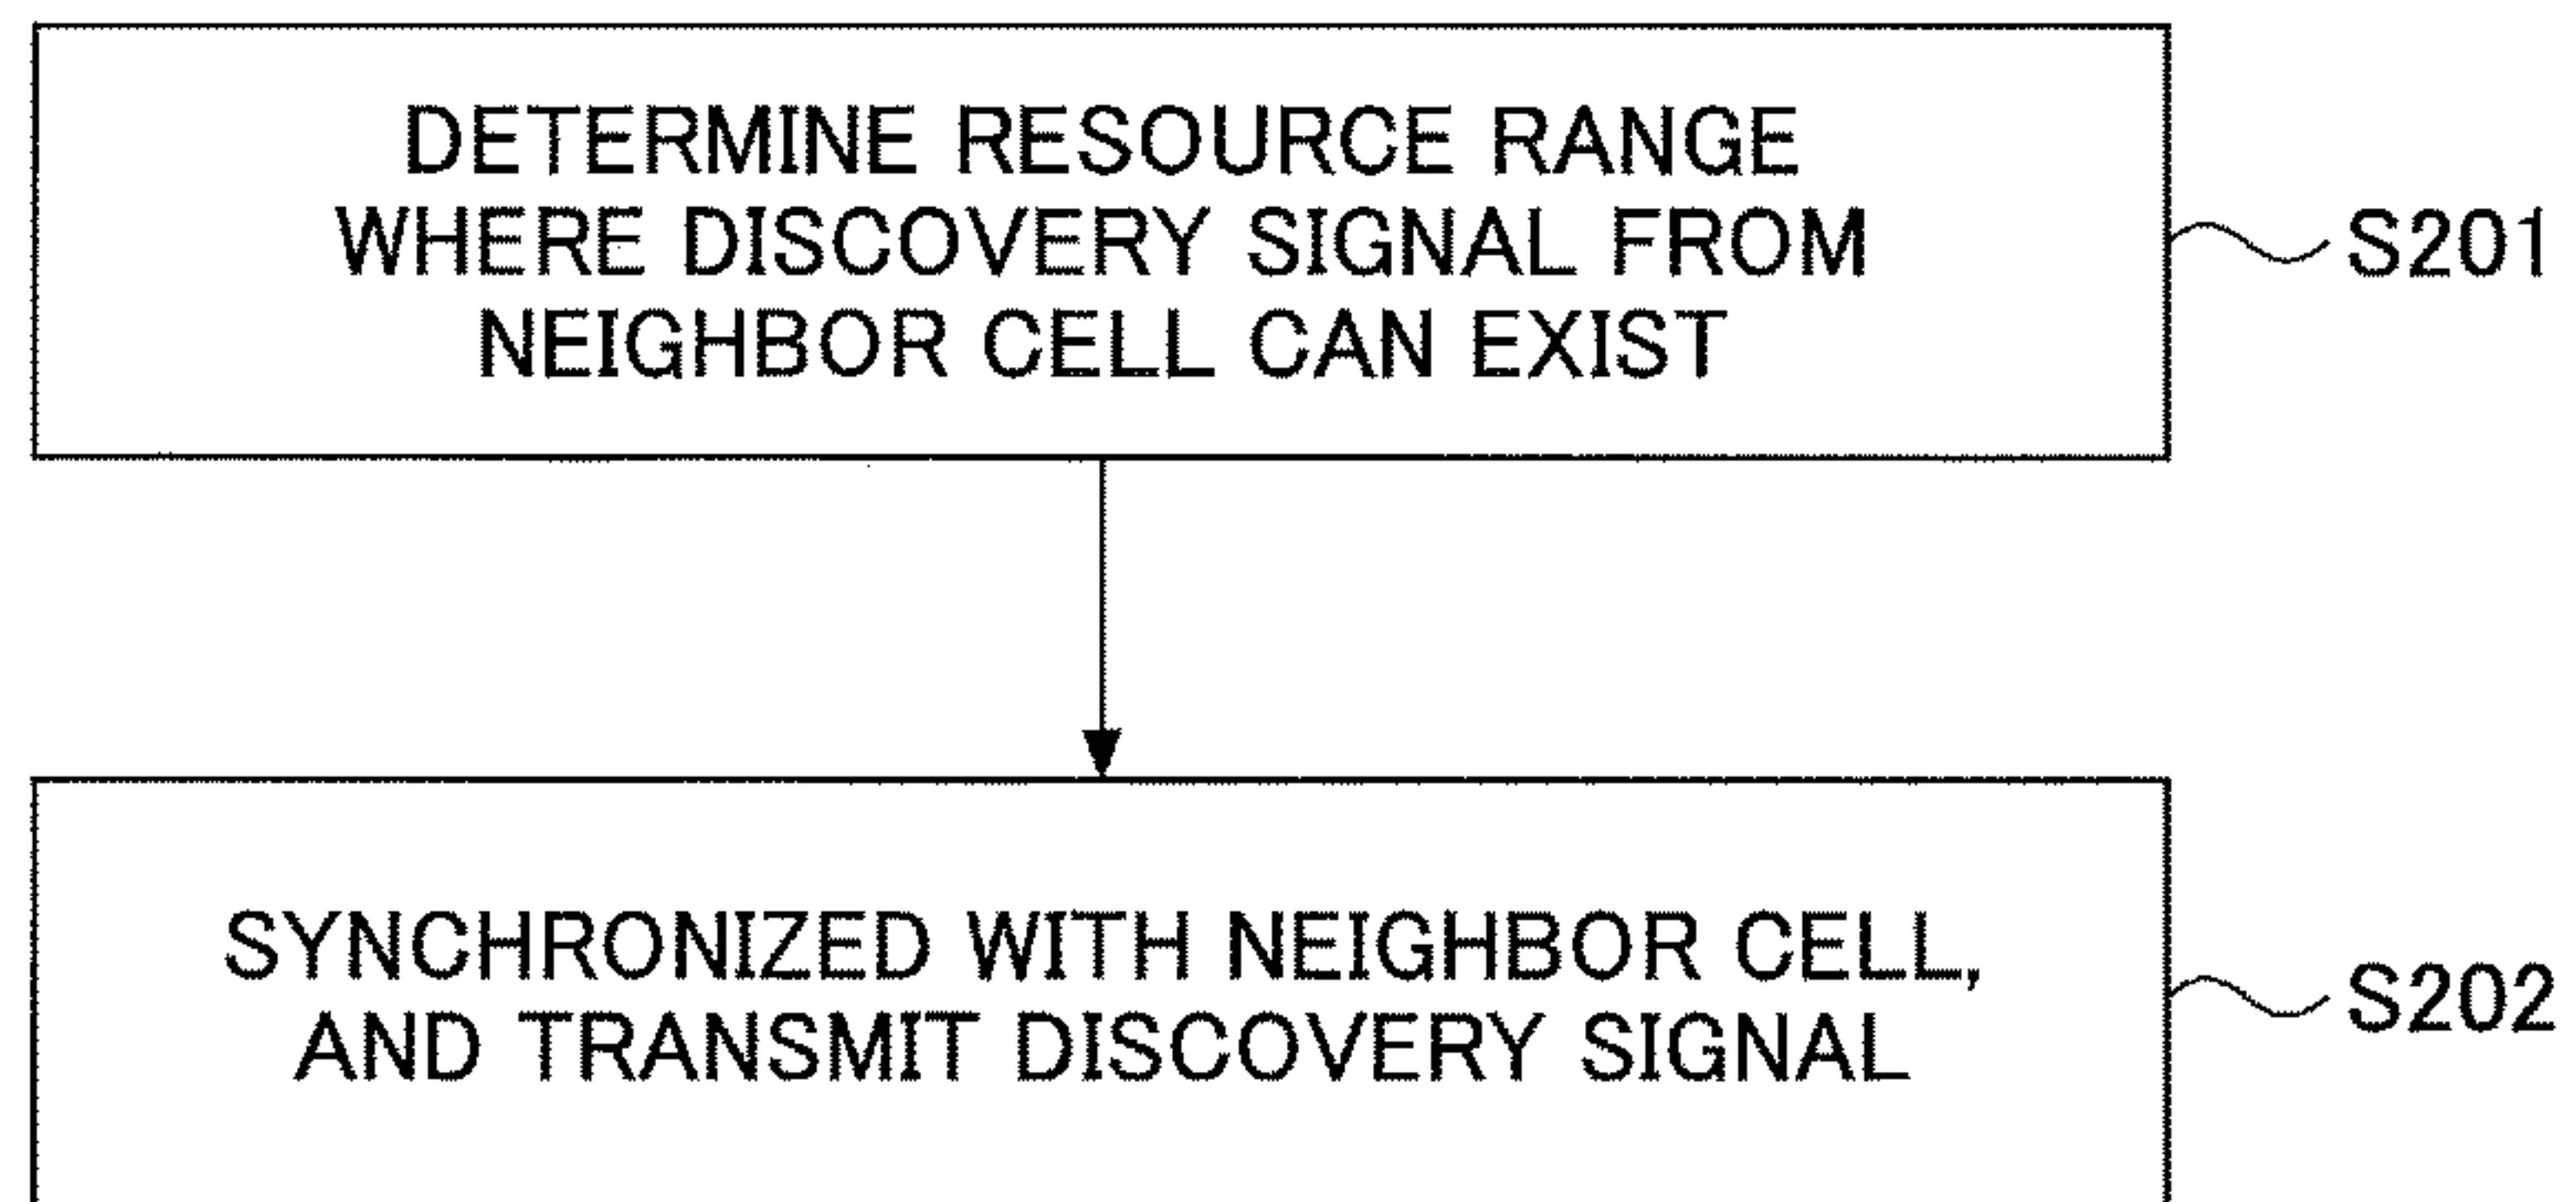 DETERMINE RESOURCE RANGE
WHERE DISCOVERY SIGNAL FROM
NEIGHBOR CELL CAN EXIST
S201
SYNCHRONIZED WITH NEIGHBOR CELL,
AND TRANSMIT DISCOVERY SIGNAL
S202